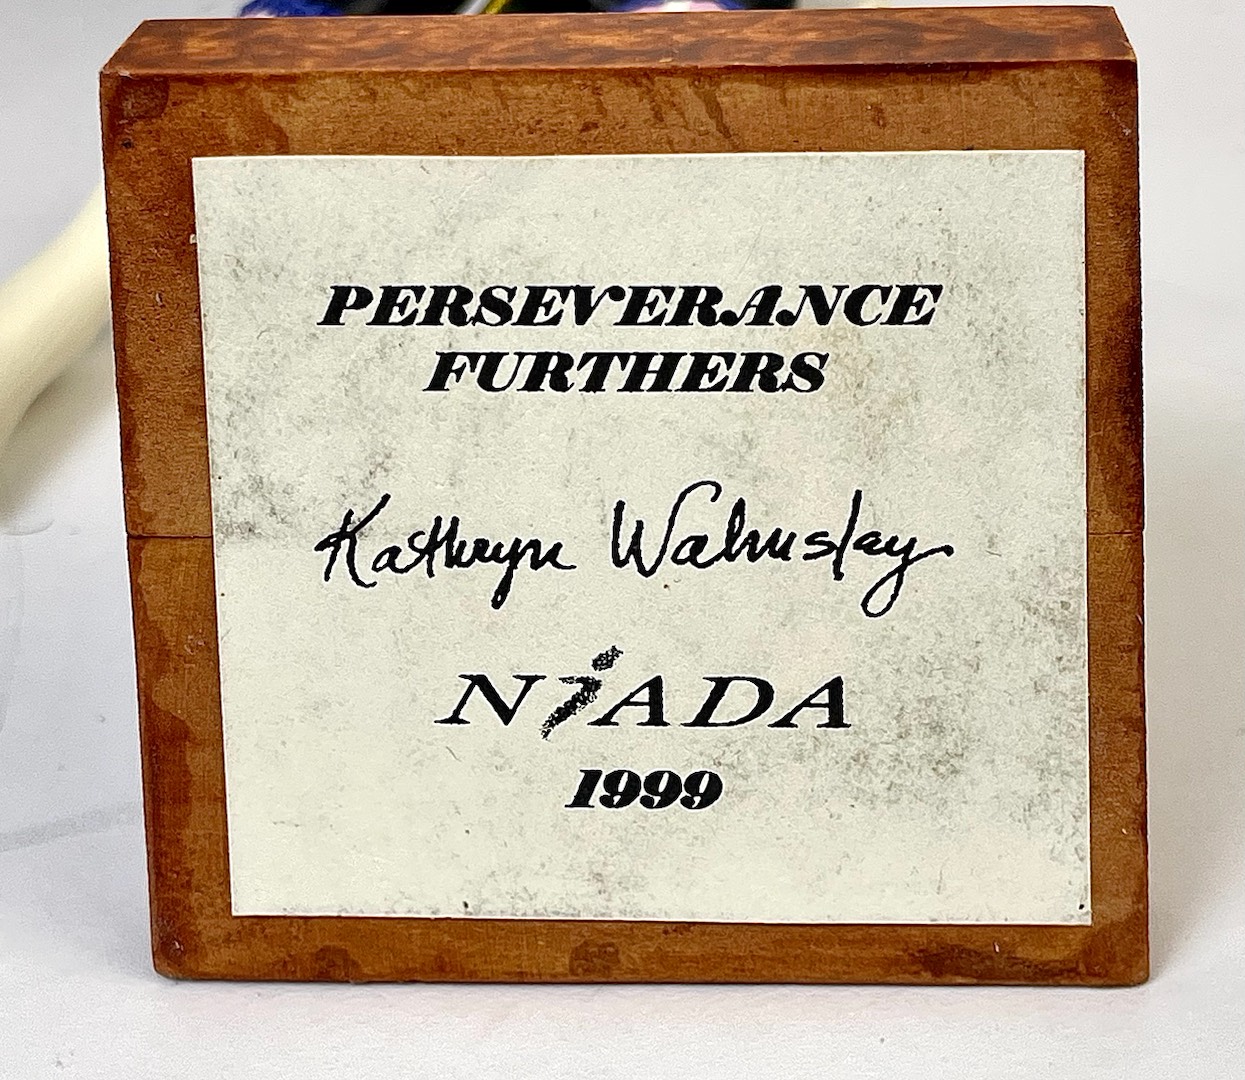 PERSEVERANCE
FURTHERS
Kathryn Walmsley
NiADA
1999